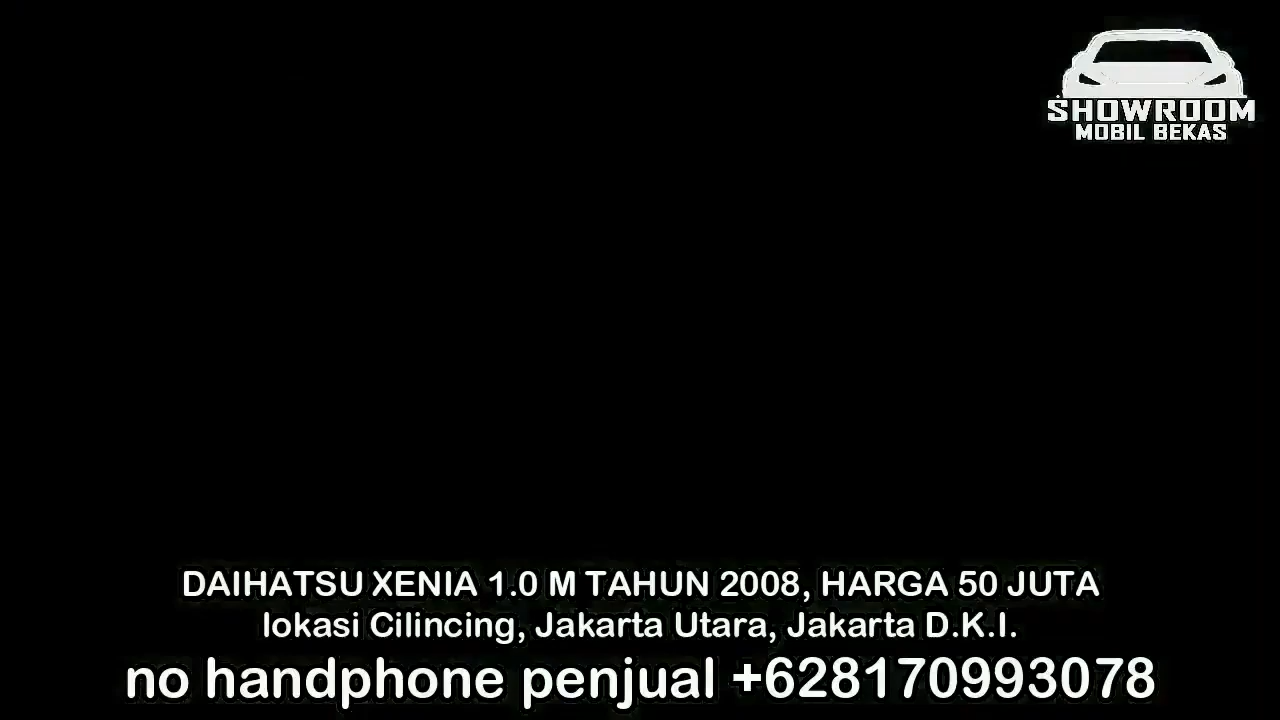 SHOWROOM
MOBIL BEKAS
DAIHATSU XENIA 1.0 M TAHUN 2008, HARGA 50 JUTA
lokasi Cilincing, Jakarta Utara, Jakarta D.K.I.
no handphone penjual +628170993078